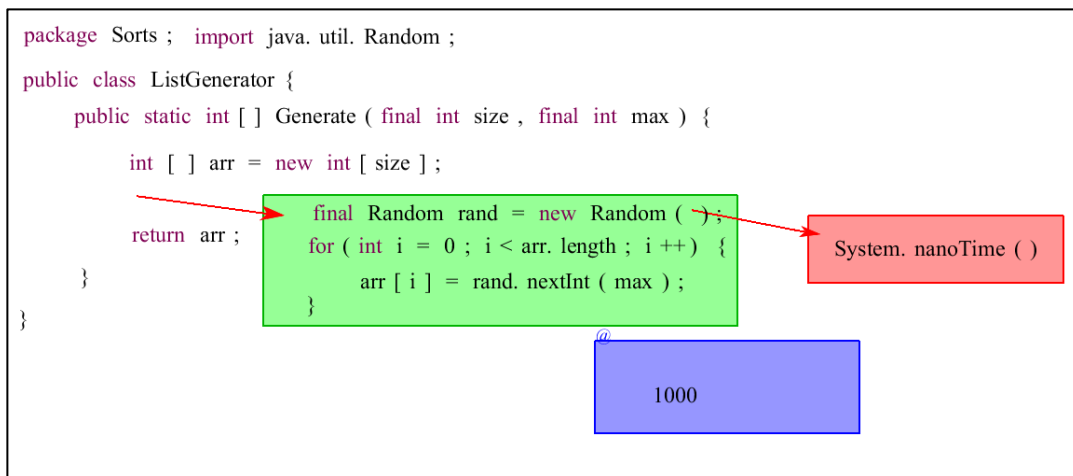 package Sorts ; import java. util. Random ;
public class ListGenerator {
public static int [ ] Generate ( final int size , final int max ) {
int [ ] arr = new int [ size ] ;
final Random rand = new Random ( ) ;
return arr ;
for ( int i = 0 ; i < arr. length ; i ++ ) {
System. nanoTime ( )
arr [ i ] = rand. nextInt ( max ) ;
}
}
}
@
1000